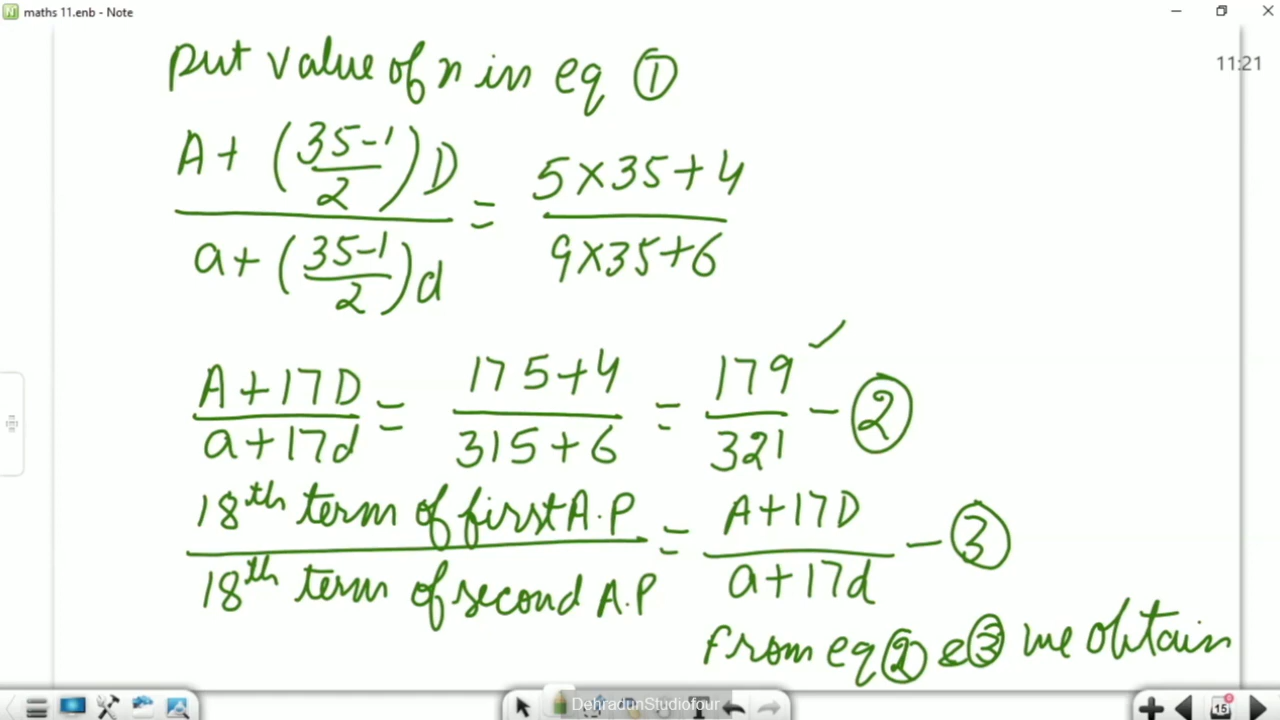 maths 11.enb - Note
11:21
put value of n in eq ①
A + (35-1/2) D / a + (35-1/2) d = 5×35+4 / 9×35+6
A+17D / a+17d = 175+4 / 315+6 = 179/321 ✓ - ②
18th term of first A.P / 18th term of second A.P = A+17D / a+17d - ③
from eq ② & ③ we obtain
DehradunStudiofour
15